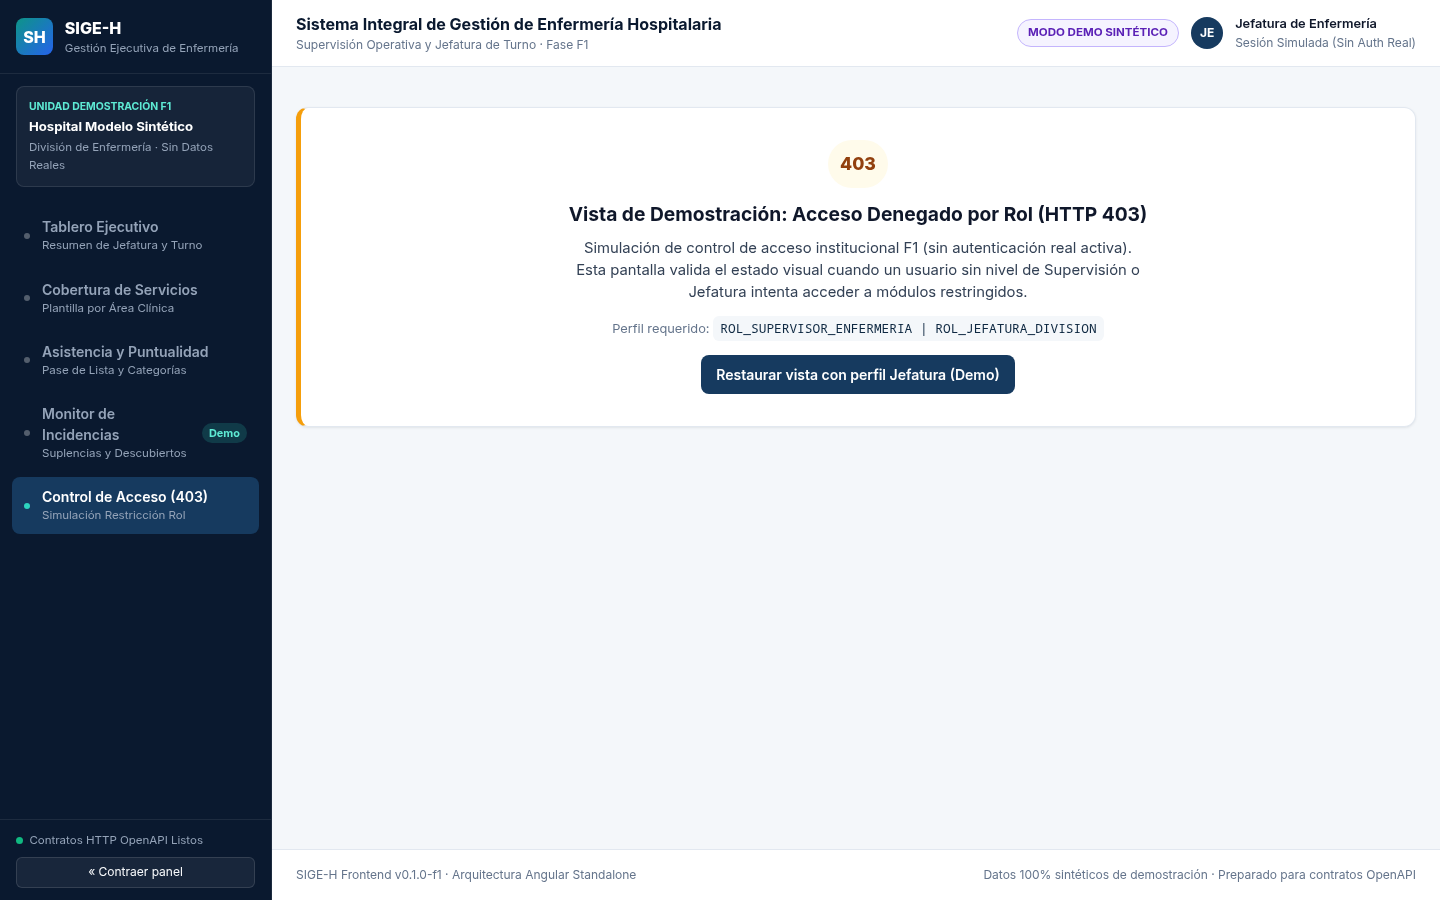 SH
SIGE-H
Gestión Ejecutiva de Enfermería
UNIDAD DEMOSTRACIÓN F1
Hospital Modelo Sintético
División de Enfermería · Sin Datos
Reales
Tablero Ejecutivo
Resumen de Jefatura y Turno
Cobertura de Servicios
Plantilla por Área Clínica
Asistencia y Puntualidad
Pase de Lista y Categorías
Monitor de
Incidencias
Demo
Suplencias y Descubiertos
Control de Acceso (403)
Simulación Restricción Rol
Contratos HTTP OpenAPI Listos
« Contraer panel
Sistema Integral de Gestión de Enfermería Hospitalaria
Supervisión Operativa y Jefatura de Turno · Fase F1
MODO DEMO SINTÉTICO
JE
Jefatura de Enfermería
Sesión Simulada (Sin Auth Real)
403
Vista de Demostración: Acceso Denegado por Rol (HTTP 403)
Simulación de control de acceso institucional F1 (sin autenticación real activa).
Esta pantalla valida el estado visual cuando un usuario sin nivel de Supervisión o
Jefatura intenta acceder a módulos restringidos.
Perfil requerido: ROL_SUPERVISOR_ENFERMERIA | ROL_JEFATURA_DIVISION
Restaurar vista con perfil Jefatura (Demo)
SIGE-H Frontend v0.1.0-f1 · Arquitectura Angular Standalone
Datos 100% sintéticos de demostración · Preparado para contratos OpenAPI